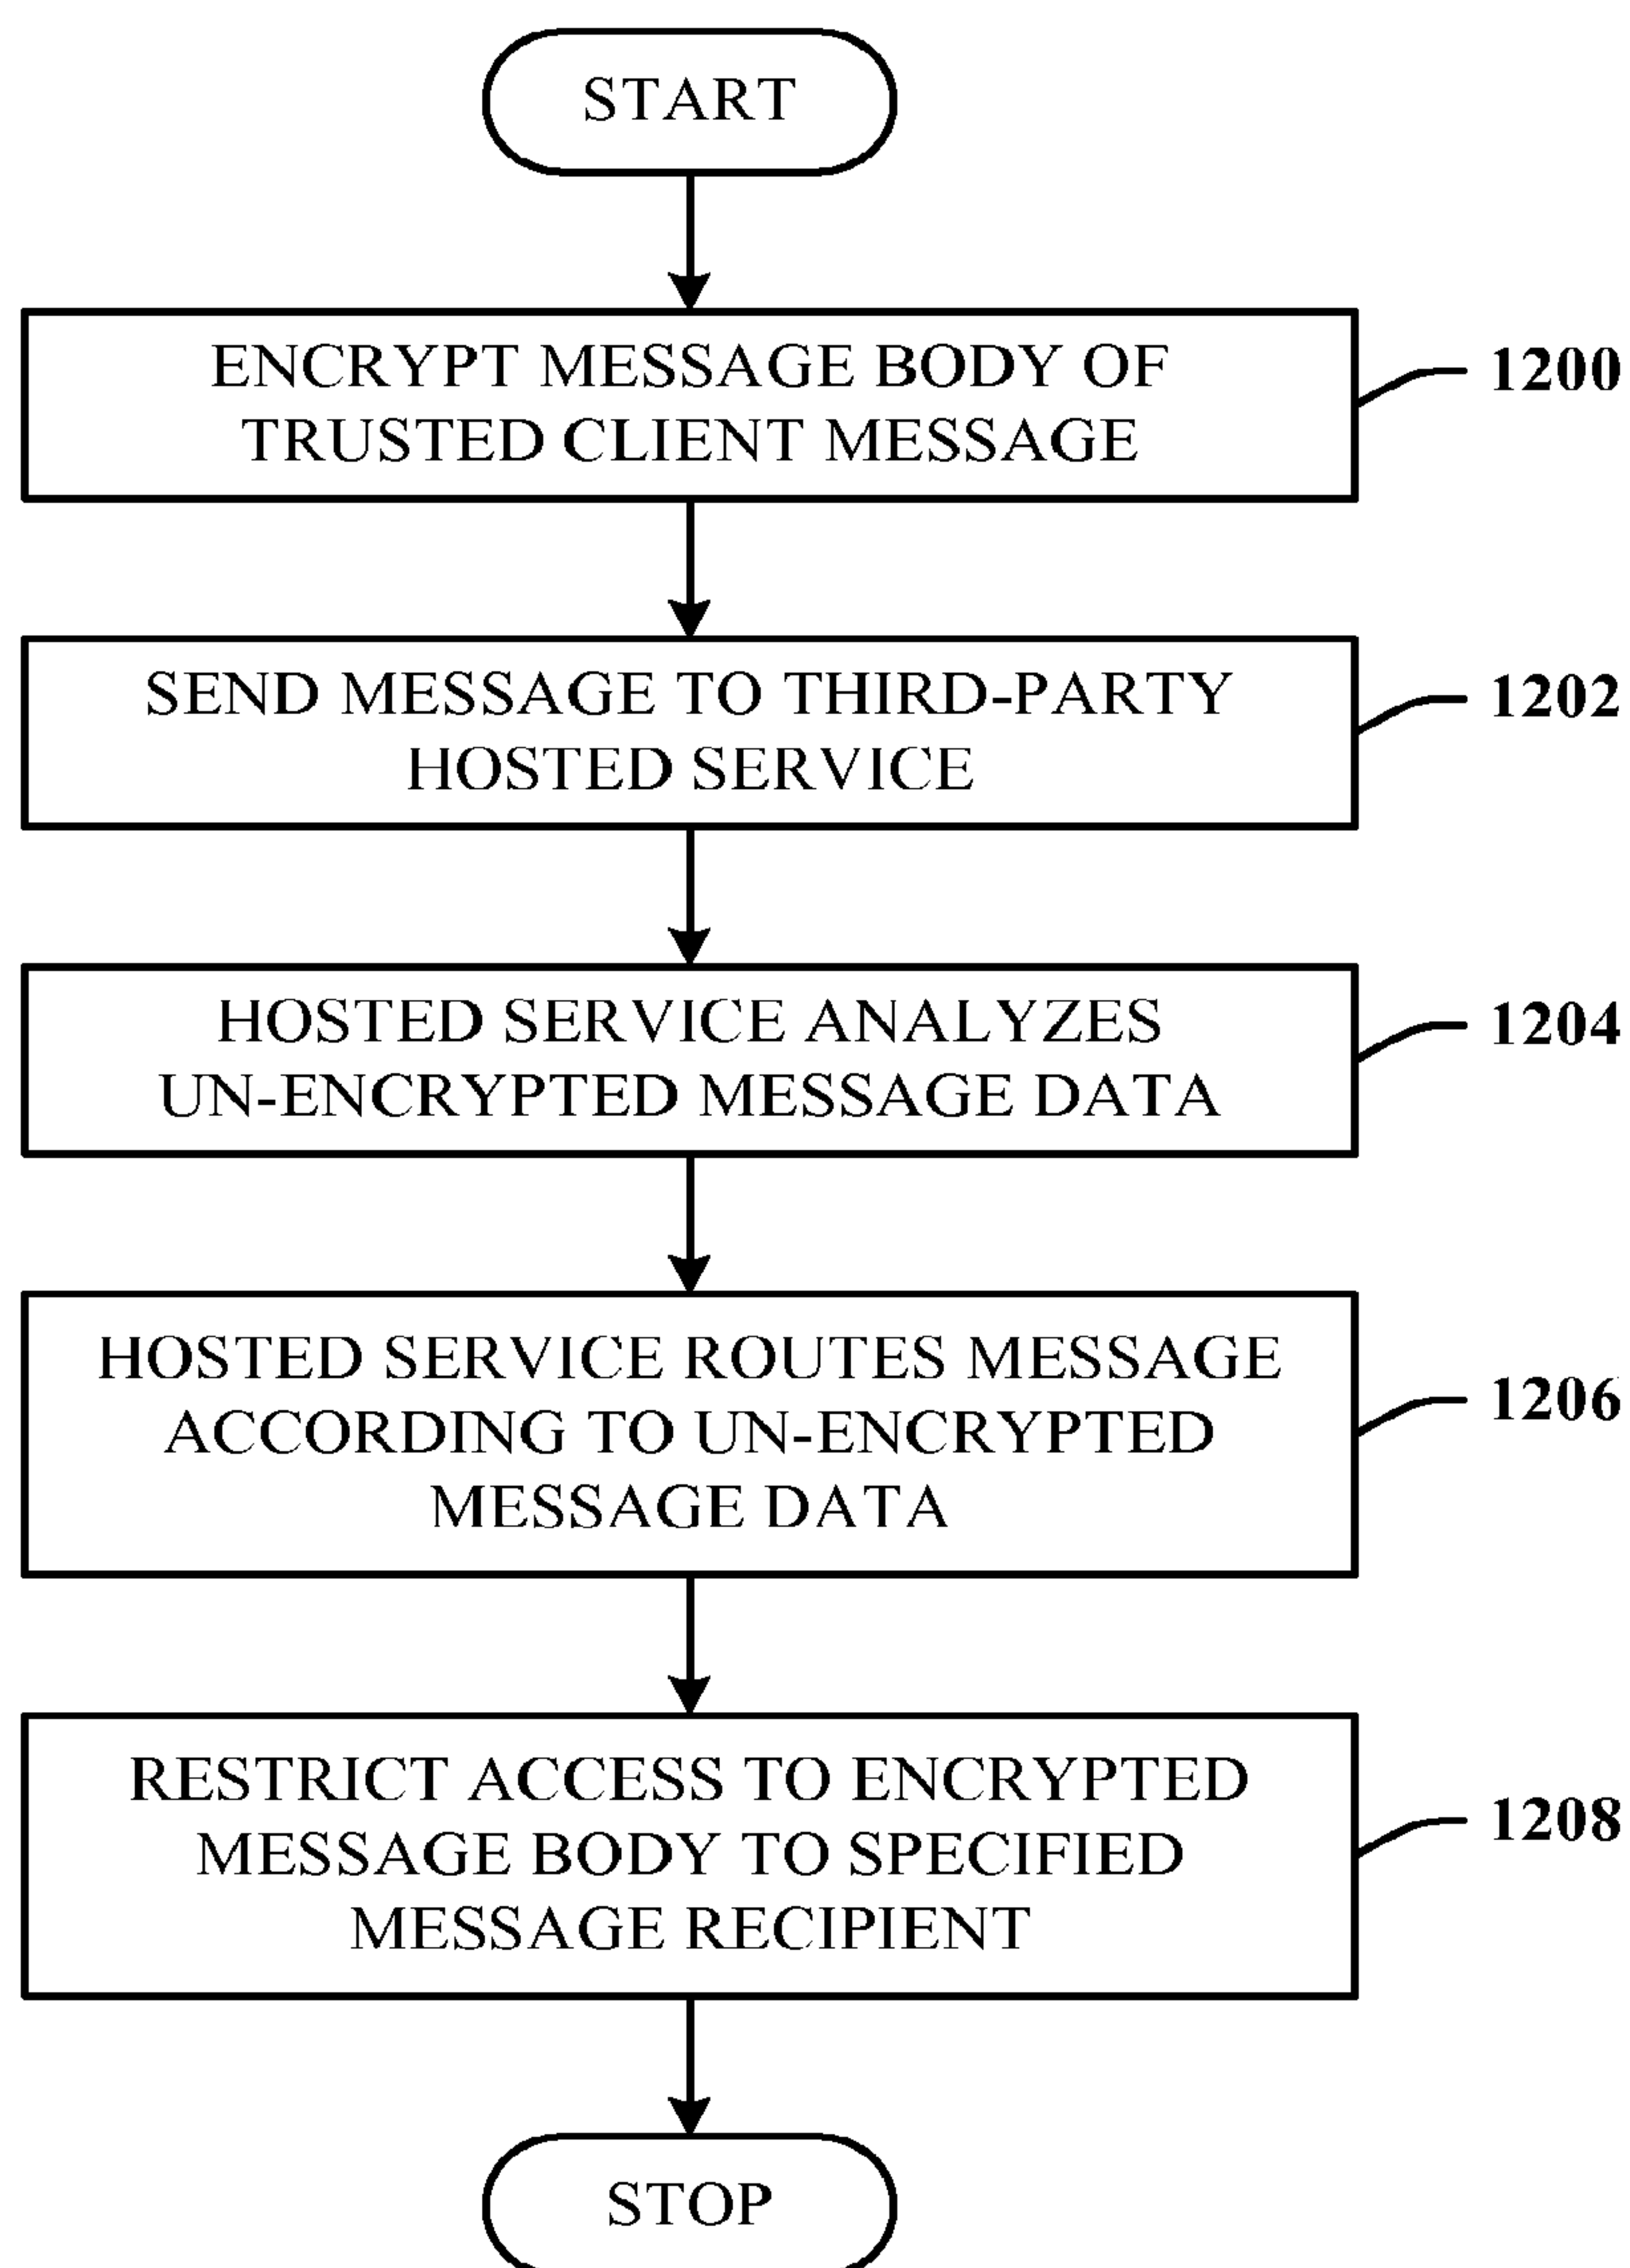 START
ENCRYPT MESSAGE BODY OF
TRUSTED CLIENT MESSAGE
1200
SEND MESSAGE TO THIRD-PARTY
HOSTED SERVICE
1202
HOSTED SERVICE ANALYZES
UN-ENCRYPTED MESSAGE DATA
1204
HOSTED SERVICE ROUTES MESSAGE
ACCORDING TO UN-ENCRYPTED
MESSAGE DATA
1206
RESTRICT ACCESS TO ENCRYPTED
MESSAGE BODY TO SPECIFIED
MESSAGE RECIPIENT
1208
STOP